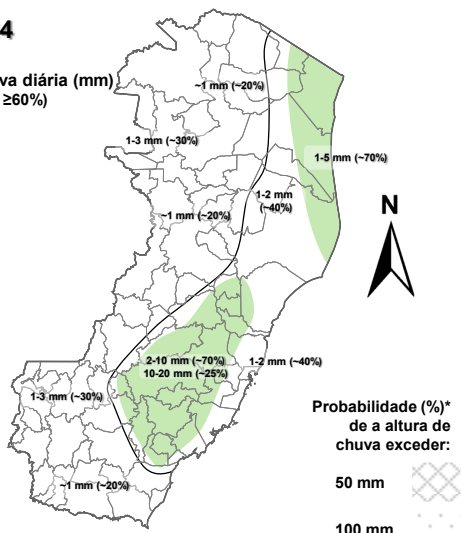 4
va diária (mm)
≥60%)
~1 mm (~20%)
1-3 mm (~30%)
1-5 mm (~70%)
1-2 mm
(~40%)
~1 mm (~20%)
N
2-10 mm (~70%)
10-20 mm (~25%)
1-2 mm (~40%)
1-3 mm (~30%)
~1 mm (~20%)
Probabilidade (%)*
de a altura de
chuva exceder:
50 mm
100 mm